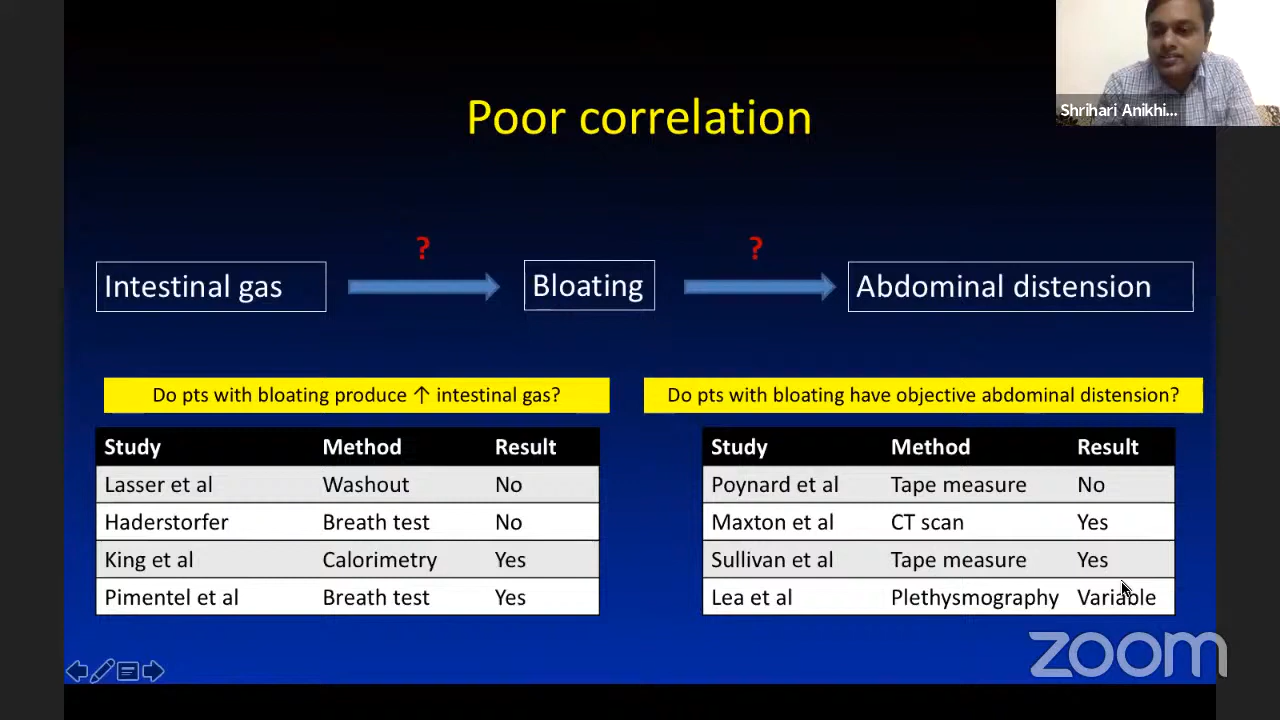 Shrihari Anikhi...
Poor correlation
? ?
Intestinal gas Bloating Abdominal distension
Do pts with bloating produce ↑ intestinal gas?
Study Method Result
Lasser et al Washout No
Haderstorfer Breath test No
King et al Calorimetry Yes
Pimentel et al Breath test Yes
Do pts with bloating have objective abdominal distension?
Study Method Result
Poynard et al Tape measure No
Maxton et al CT scan Yes
Sullivan et al Tape measure Yes
Lea et al Plethysmography Variable
zoom